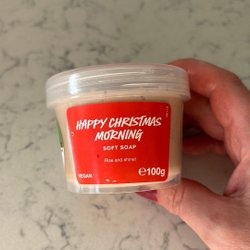 HAPPY CHRISTMAS
MORNING
SOFT SOAP
Rise and shine!
VEGAN
℮100g